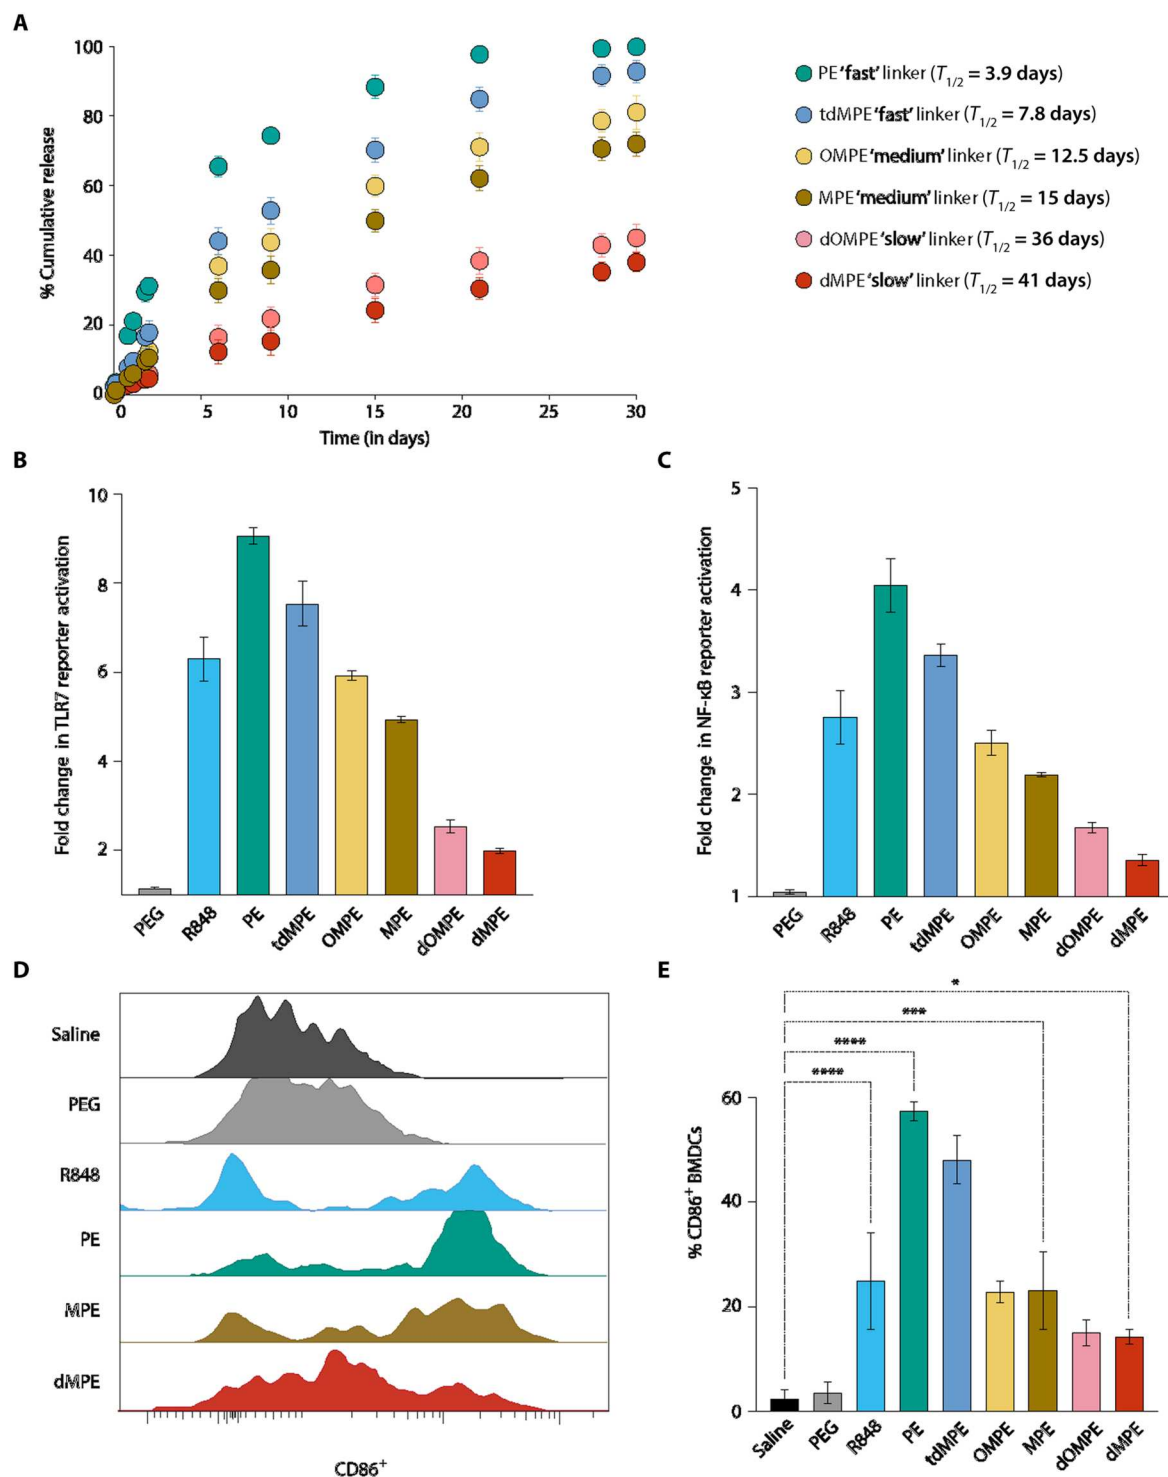 A
% Cumulative release
100
80
60
40
20
0
0 5 10 15 20 25 30
Time (in days)
PE 'fast' linker (T1/2 = 3.9 days)
tdMPE 'fast' linker (T1/2 = 7.8 days)
OMPE 'medium' linker (T1/2 = 12.5 days)
MPE 'medium' linker (T1/2 = 15 days)
dOMPE 'slow' linker (T1/2 = 36 days)
dMPE 'slow' linker (T1/2 = 41 days)
B
Fold change in TLR7 reporter activation
10
8
6
4
2
PEG R848 PE tdMPE OMPE MPE dOMPE dMPE
C
Fold change in NF-κB reporter activation
5
4
3
2
1
PEG R848 PE tdMPE OMPE MPE dOMPE dMPE
D
Saline
PEG
R848
PE
MPE
dMPE
CD86+
E
*
***
****
****
% CD86+ BMDCs
60
40
20
0
Saline PEG R848 PE tdMPE OMPE MPE dOMPE dMPE